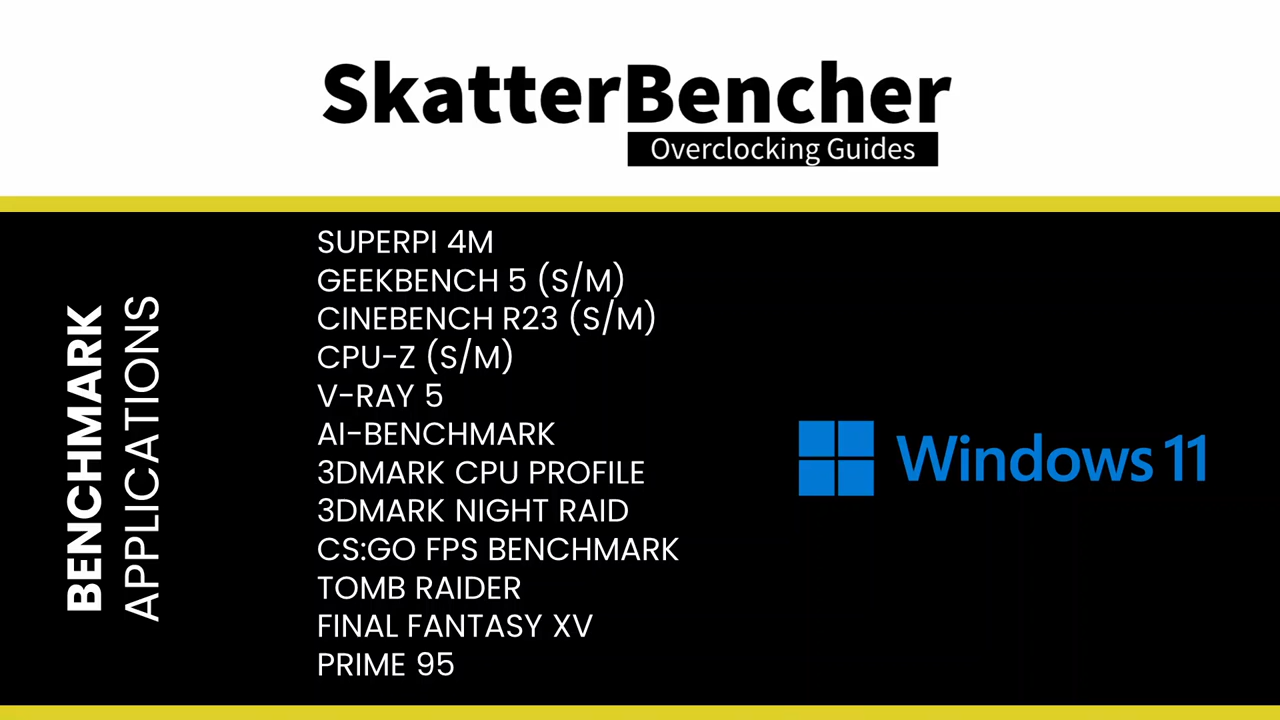 SkatterBencher
Overclocking Guides
BENCHMARK
APPLICATIONS
SUPERPI 4M
GEEKBENCH 5 (S/M)
CINEBENCH R23 (S/M)
CPU-Z (S/M)
V-RAY 5
AI-BENCHMARK
3DMARK CPU PROFILE
3DMARK NIGHT RAID
CS:GO FPS BENCHMARK
TOMB RAIDER
FINAL FANTASY XV
PRIME 95
Windows 11